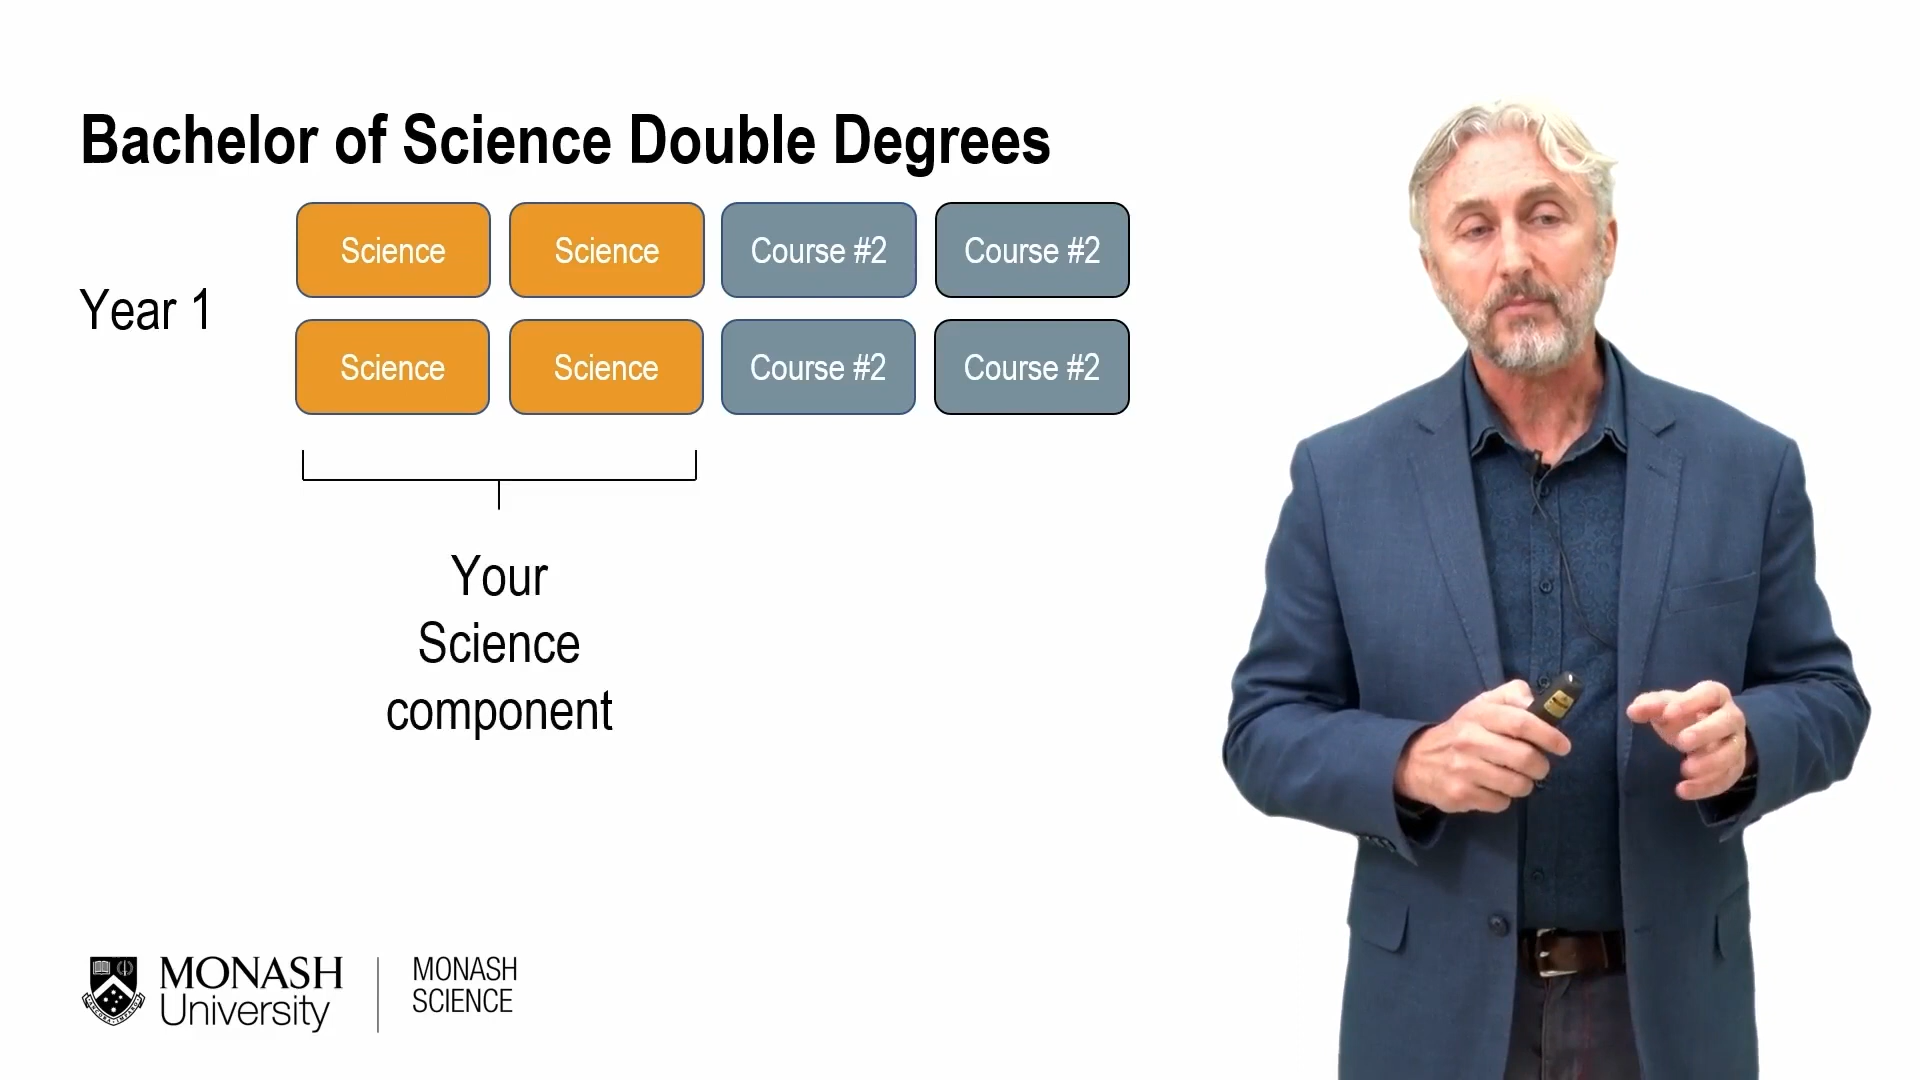 Bachelor of Science Double Degrees
Science Science Course #2 Course #2
Year 1
Science Science Course #2 Course #2
Your
Science
component
MONASH University
MONASH SCIENCE